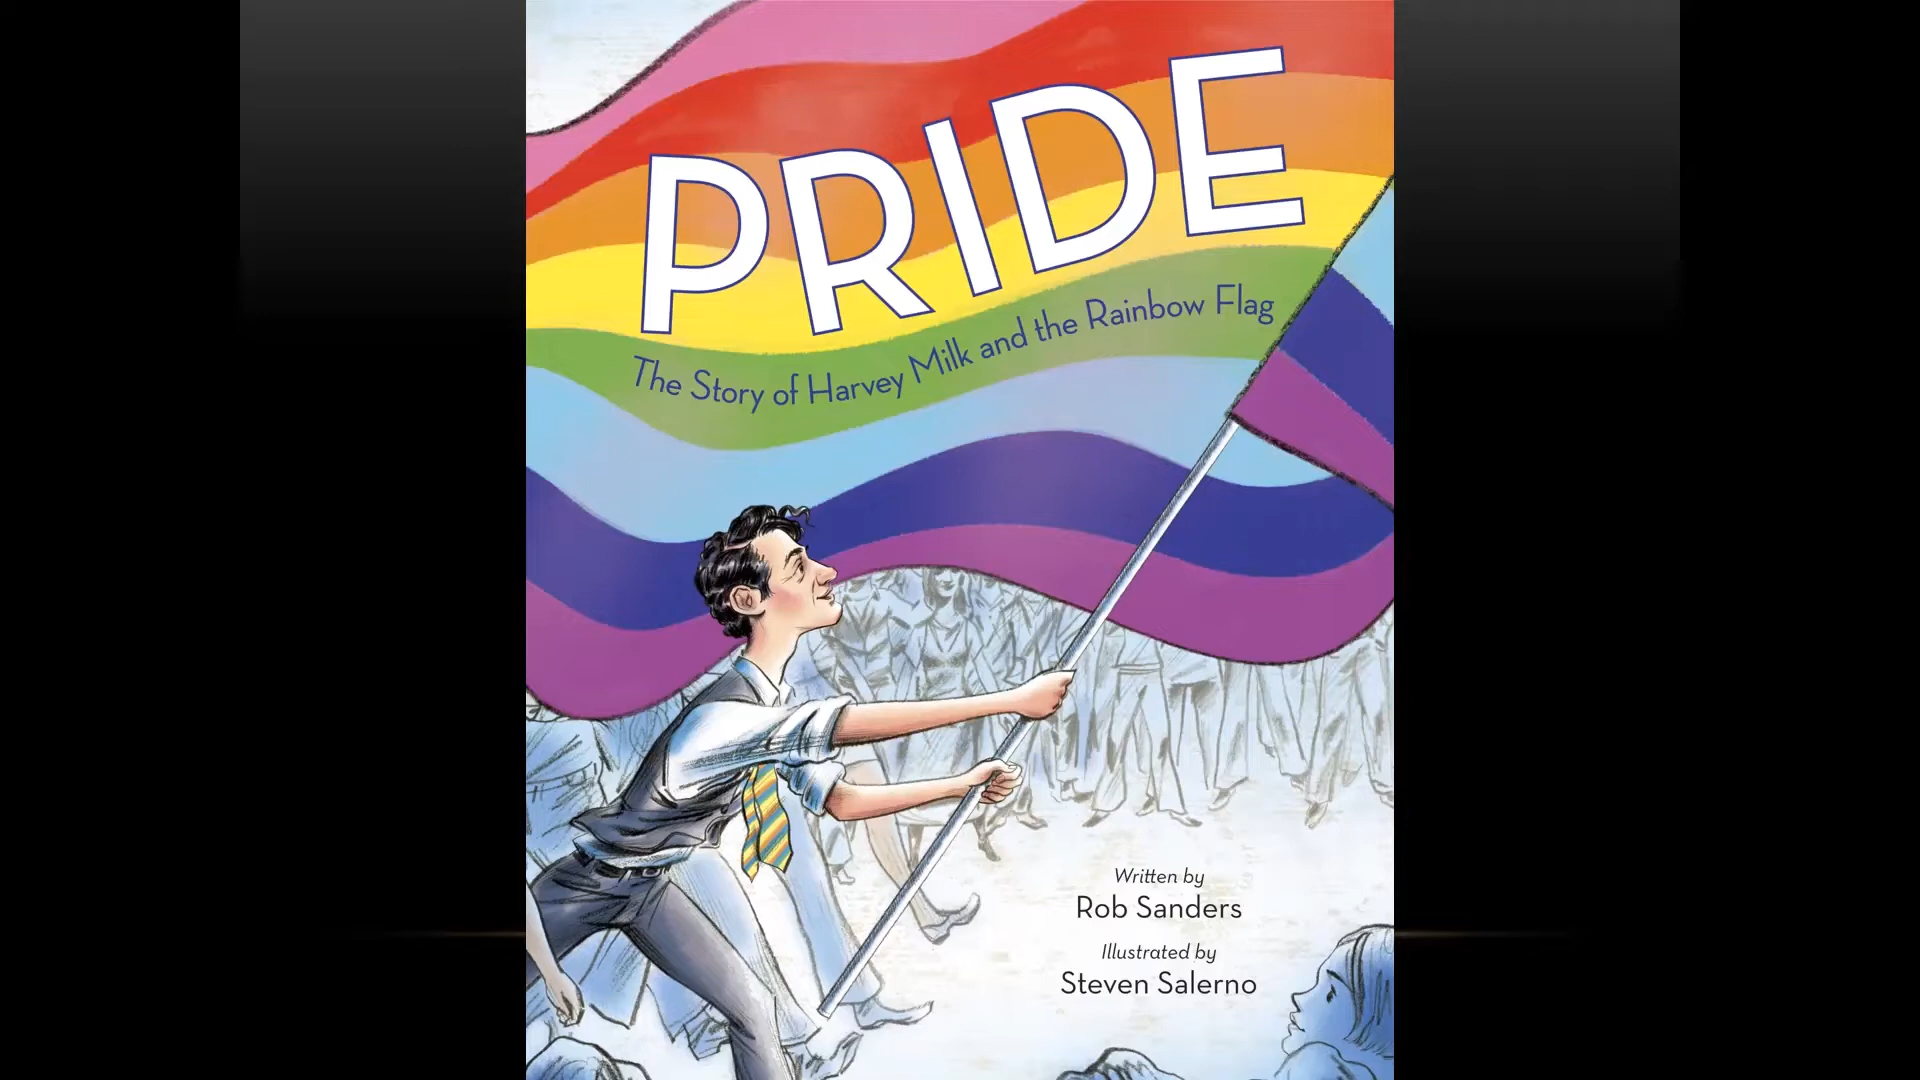 PRIDE
The Story of Harvey Milk and the Rainbow Flag
Written by
Rob Sanders
Illustrated by
Steven Salerno